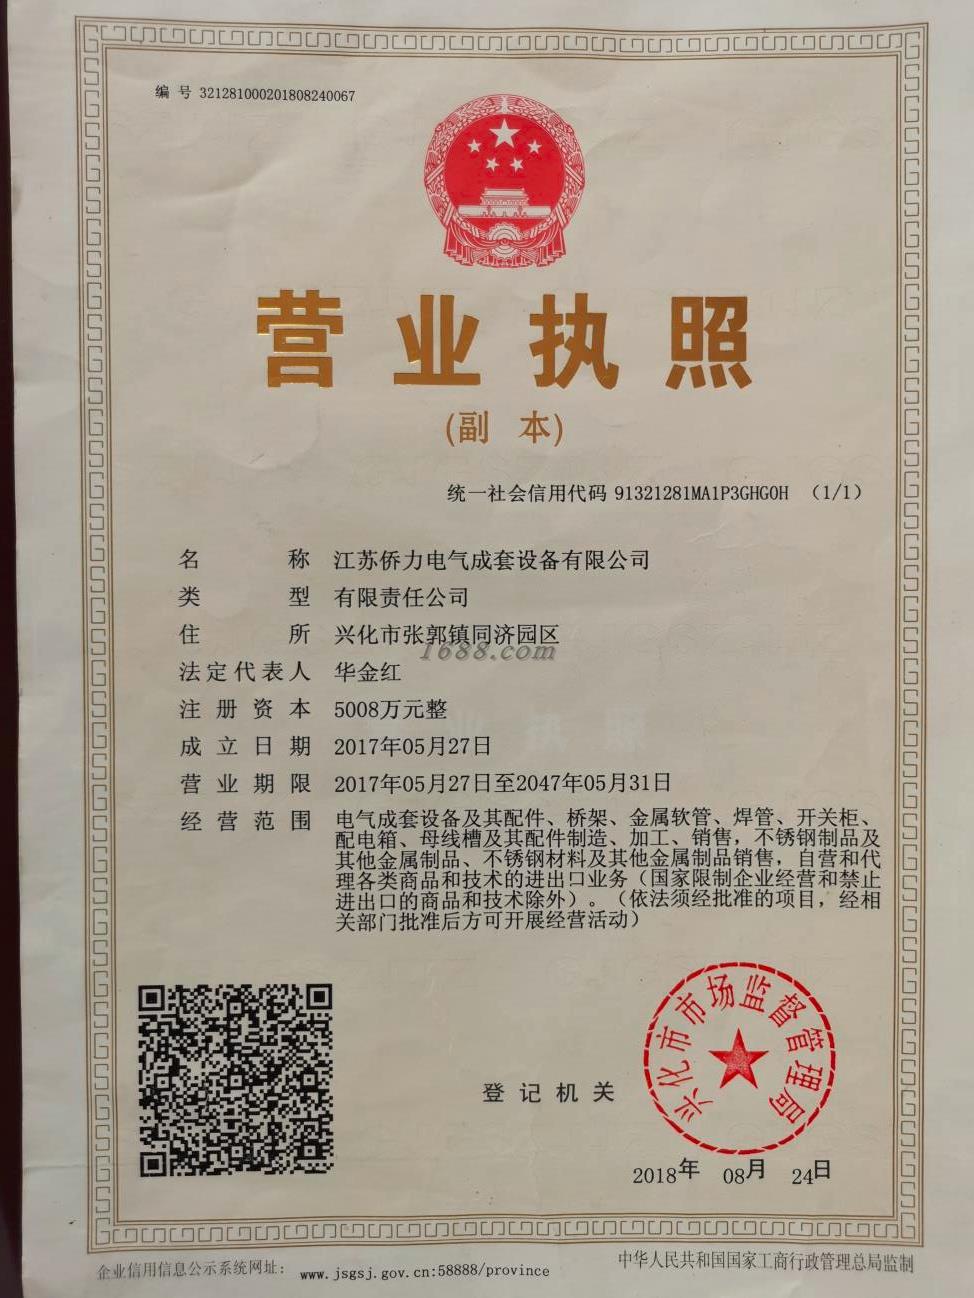 编 号 321281000201808240067
营业执照
(副 本)
统一社会信用代码 91321281MA1P3GHG0H （1/1）
名 称 江苏侨力电气成套设备有限公司
类 型 有限责任公司
住 所 兴化市张郭镇同济园区
1688.com
法定代表人 华金红
注册资本 5008万元整
成立日期 2017年05月27日
营业期限 2017年05月27日至2047年05月31日
经营范围 电气成套设备及其配件、桥架、金属软管、焊管、开关柜、
配电箱、母线槽及其配件制造、加工、销售，不锈钢制品及
其他金属制品、不锈钢材料及其他金属制品销售，自营和代
理各类商品和技术的进出口业务（国家限制企业经营和禁止
进出口的商品和技术除外）。（依法须经批准的项目，经相
关部门批准后方可开展经营活动）
兴化市市场监督管理局
登记机关
2018年 08月 24日
企业信用信息公示系统网址： www.jsgsj.gov.cn:58888/province
中华人民共和国国家工商行政管理总局监制